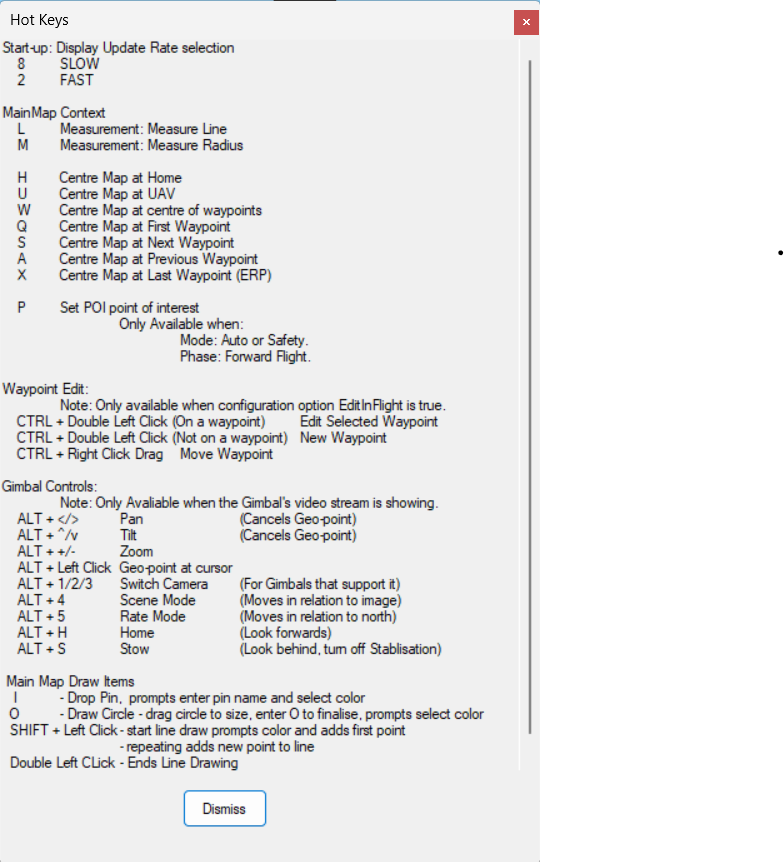 Hot Keys
Start-up: Display Update Rate selection
8 SLOW
2 FAST
MainMap Context
L Measurement: Measure Line
M Measurement: Measure Radius
H Centre Map at Home
U Centre Map at UAV
W Centre Map at centre of waypoints
Q Centre Map at First Waypoint
S Centre Map at Next Waypoint
A Centre Map at Previous Waypoint
X Centre Map at Last Waypoint (ERP)
P Set POI point of interest
Only Available when:
Mode: Auto or Safety.
Phase: Forward Flight.
Waypoint Edit:
Note: Only available when configuration option EditInFlight is true.
CTRL + Double Left Click (On a waypoint) Edit Selected Waypoint
CTRL + Double Left Click (Not on a waypoint) New Waypoint
CTRL + Right Click Drag Move Waypoint
Gimbal Controls:
Note: Only Avaliable when the Gimbal's video stream is showing.
ALT + </> Pan (Cancels Geo-point)
ALT + ^/v Tilt (Cancels Geo-point)
ALT + +/- Zoom
ALT + Left Click Geo-point at cursor
ALT + 1/2/3 Switch Camera (For Gimbals that support it)
ALT + 4 Scene Mode (Moves in relation to image)
ALT + 5 Rate Mode (Moves in relation to north)
ALT + H Home (Look forwards)
ALT + S Stow (Look behind, turn off Stablisation)
Main Map Draw Items
I - Drop Pin, prompts enter pin name and select color
O - Draw Circle - drag circle to size, enter O to finalise, prompts select color
SHIFT + Left Click - start line draw prompts color and adds first point
- repeating adds new point to line
Double Left CLick - Ends Line Drawing
Dismiss